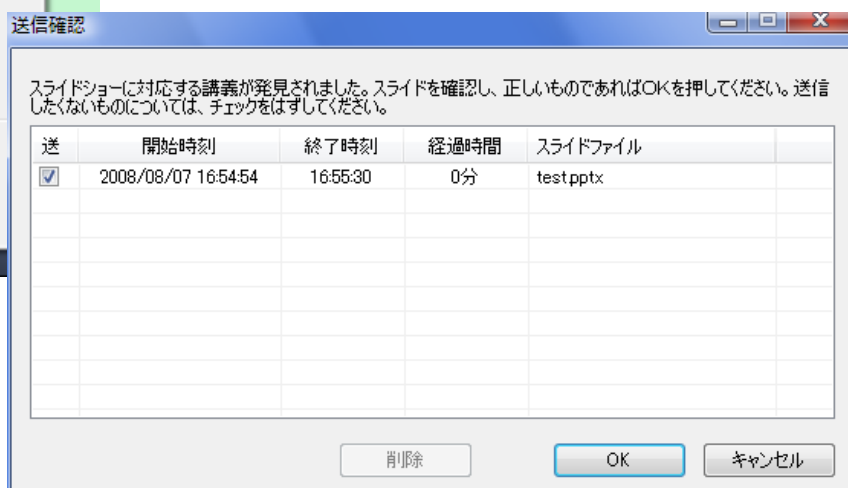 送信確認
スライドショーに対応する講義が発見されました。スライドを確認し、正しいものであればOKを押してください。送信
したくないものについては、チェックをはずしてください。
送 開始時刻 終了時刻 経過時間 スライドファイル
2008/08/07 16:54:54 16:55:30 0分 test.pptx
削除 OK キャンセル